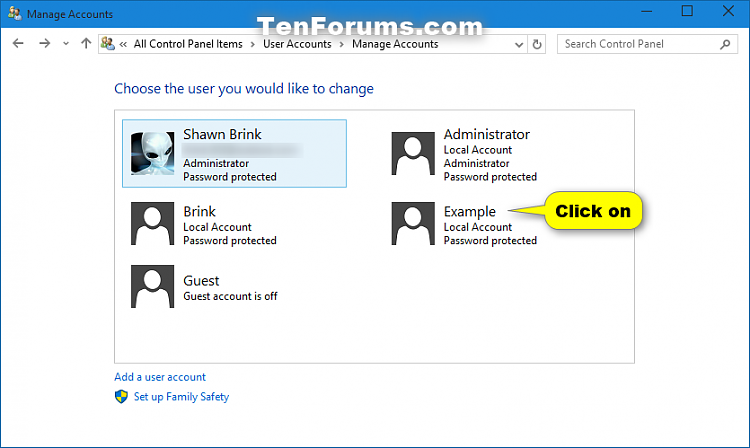 Manage Accounts
TenForums.com
« All Control Panel Items > User Accounts > Manage Accounts
Search Control Panel
Choose the user you would like to change
Shawn Brink
Administrator
Password protected
Administrator
Local Account
Administrator
Password protected
Brink
Local Account
Password protected
Example
Local Account
Password protected
Click on
Guest
Guest account is off
Add a user account
Set up Family Safety